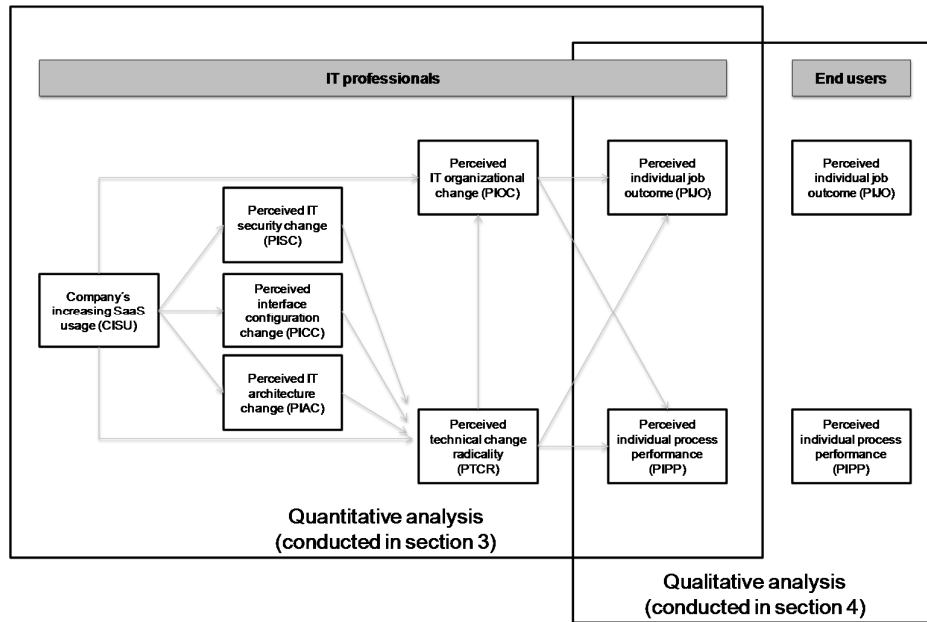 IT professionals
End users
Perceived
IT organizational
change (PIOC)
Perceived
individual job
outcome (PIJO)
Perceived
individual job
outcome (PIJO)
Perceived IT
security change
(PISC)
Company´s
increasing SaaS
usage (CISU)
Perceived
interface
configuration
change (PICC)
Perceived IT
architecture
change (PIAC)
Perceived
technical change
radicality
(PTCR)
Perceived
individual process
performance
(PIPP)
Perceived
individual process
performance
(PIPP)
Quantitative analysis
(conducted in section 3)
Qualitative analysis
(conducted in section 4)